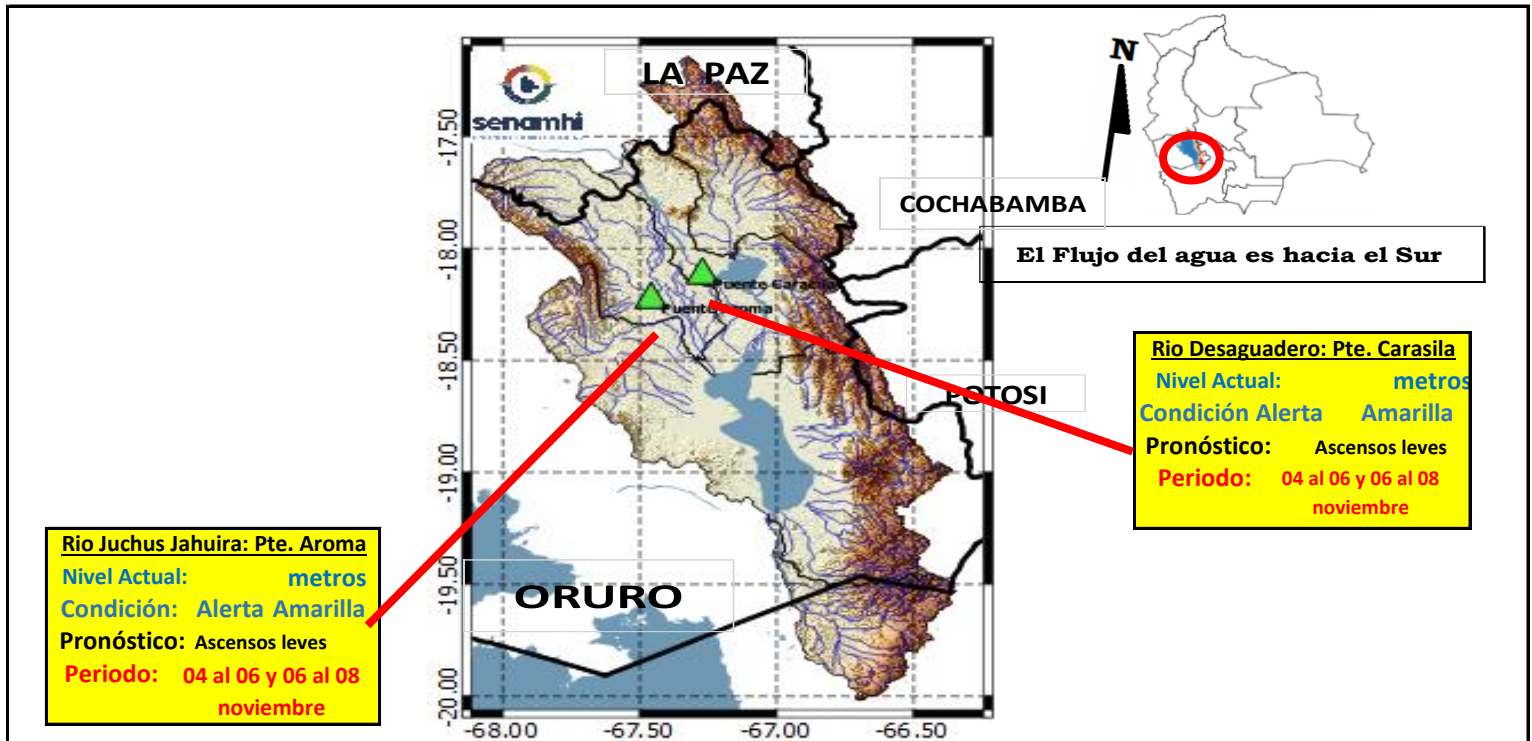 LA PAZ
N
senamhi
-17.50
COCHABAMBA
El Flujo del agua es hacia el Sur
-18.00
Puente
Puente
-18.50
Rio Desaguadero: Pte. Carasila
Nivel Actual: metros
Condición Alerta Amarilla
Pronóstico: Ascensos leves
Periodo: 04 al 06 y 06 al 08
noviembre
POTOSI
-19.00
Rio Juchus Jahuira: Pte. Aroma
Nivel Actual: metros
Condición: Alerta Amarilla
Pronóstico: Ascensos leves
Periodo: 04 al 06 y 06 al 08
noviembre
-19.50
ORURO
-20.00
-68.00 -67.50 -67.00 -66.50